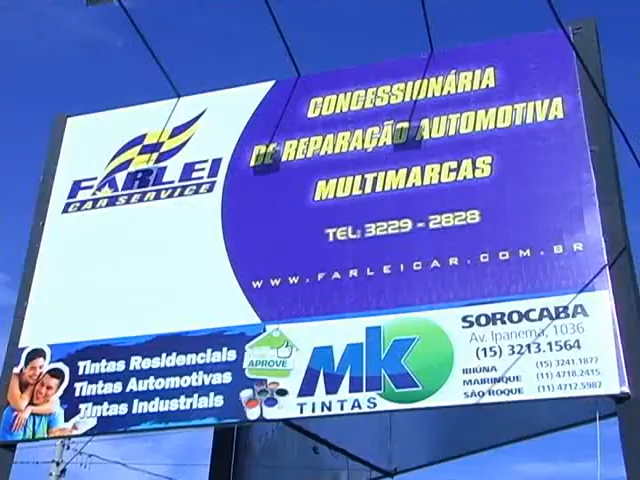 FARLEI
CAR SERVICE
CONCESSIONÁRIA
DE REPARAÇÃO AUTOMOTIVA
MULTIMARCAS
TEL: 3229 - 2828
WWW.FARLEICAR.COM.BR
Tintas Residenciais
Tintas Automotivas
Tintas Industriais
APROVE
MK
TINTAS
SOROCABA
Av. Ipanema, 1036
(15) 3213.1564
IBIÚNA (15) 3241.1877
MAIRINQUE (11) 4718.2415
SÃO ROQUE (11) 4712.5987